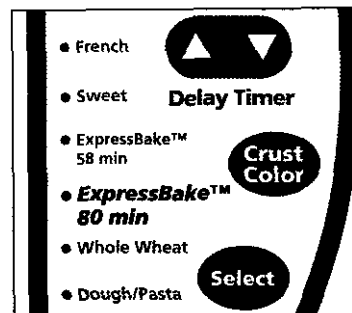 French
Sweet
Delay Timer
ExpressBake™
58 min
Crust
Color
ExpressBake™
80 min
Whole Wheat
Select
Dough/Pasta